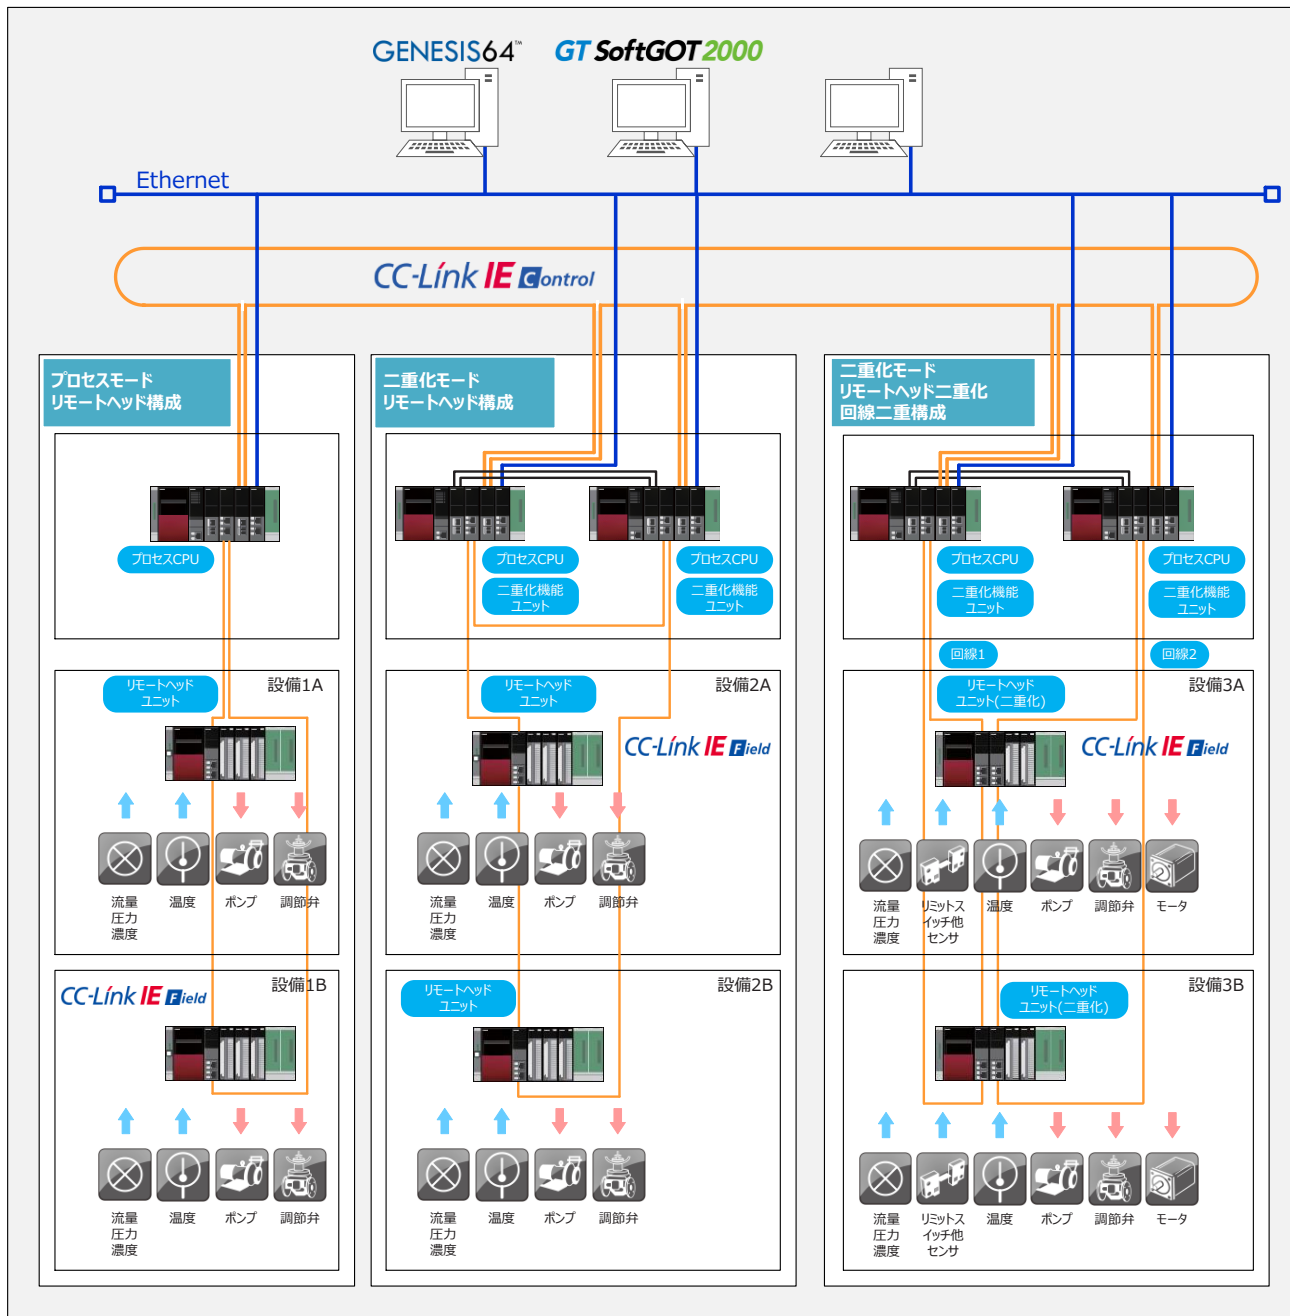 GENESIS64™
GT SoftGOT2000
Ethernet
CC-Link IE Control
プロセスモード
リモートヘッド構成
二重化モード
リモートヘッド構成
二重化モード
リモートヘッド二重化
回線二重構成
プロセスCPU
プロセスCPU
二重化機能
ユニット
プロセスCPU
二重化機能
ユニット
プロセスCPU
二重化機能
ユニット
プロセスCPU
二重化機能
ユニット
回線1
回線2
リモートヘッド
ユニット
設備1A
流量
圧力
濃度
温度
ポンプ
調節弁
リモートヘッド
ユニット
設備2A
CC-Link IE Field
流量
圧力
濃度
温度
ポンプ
調節弁
リモートヘッド
ユニット(二重化)
設備3A
CC-Link IE Field
流量
圧力
濃度
リミットス
イッチ他
センサ
温度
ポンプ
調節弁
モータ
設備1B
CC-Link IE Field
流量
圧力
濃度
温度
ポンプ
調節弁
設備2B
リモートヘッド
ユニット
流量
圧力
濃度
温度
ポンプ
調節弁
設備3B
リモートヘッド
ユニット(二重化)
流量
圧力
濃度
リミットス
イッチ他
センサ
温度
ポンプ
調節弁
モータ